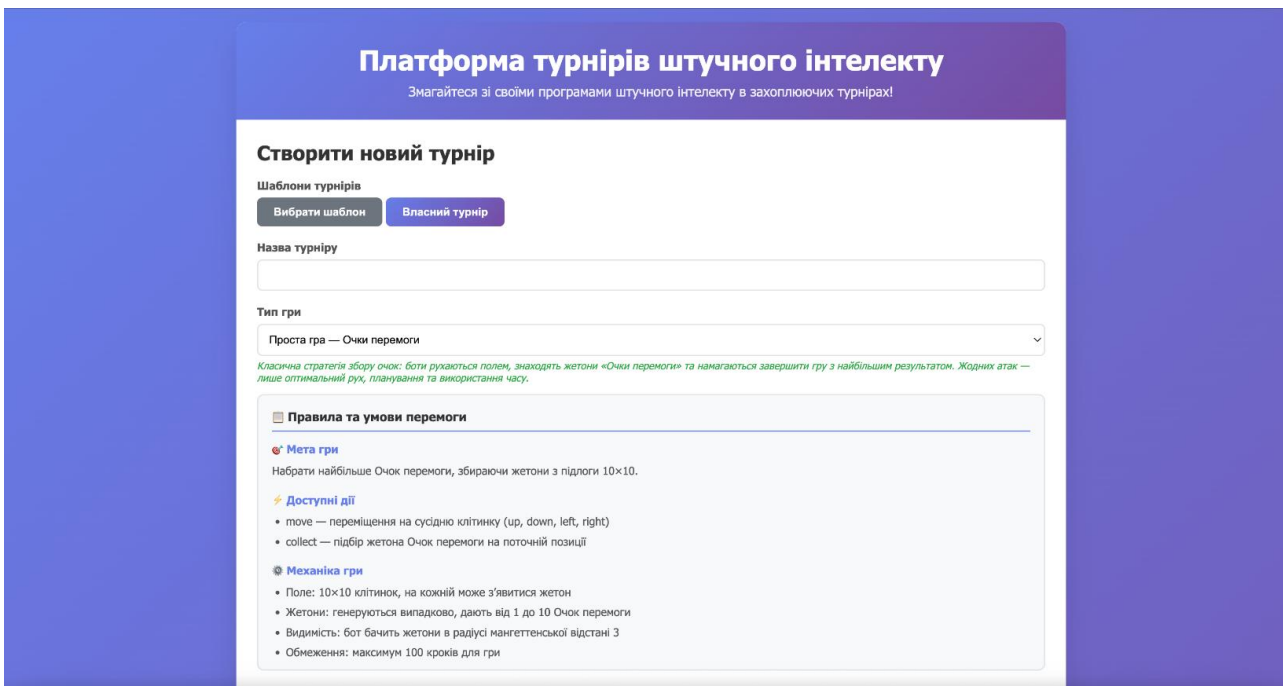 Платформа турнірів штучного інтелекту
Змагайтеся зі своїми програмами штучного інтелекту в захоплюючих турнірах!
Створити новий турнір
Шаблони турнірів
Вибрати шаблон Власний турнір
Назва турніру
Тип гри
Проста гра — Очки перемоги
Класична стратегія збору очок: боти рухаються полем, знаходять жетони «Очки перемоги» та намагаються завершити гру з найбільшим результатом. Жодних атак —
лише оптимальний рух, планування та використання часу.
Правила та умови перемоги
Мета гри
Набрати найбільше Очок перемоги, збираючи жетони з підлоги 10×10.
Доступні дії
• move — переміщення на сусідню клітинку (up, down, left, right)
• collect — підбір жетона Очок перемоги на поточній позиції
Механіка гри
• Поле: 10×10 клітинок, на кожній може з’явитися жетон
• Жетони: генеруються випадково, дають від 1 до 10 Очок перемоги
• Видимість: бот бачить жетони в радіусі мангеттенської відстані 3
• Обмеження: максимум 100 кроків для гри